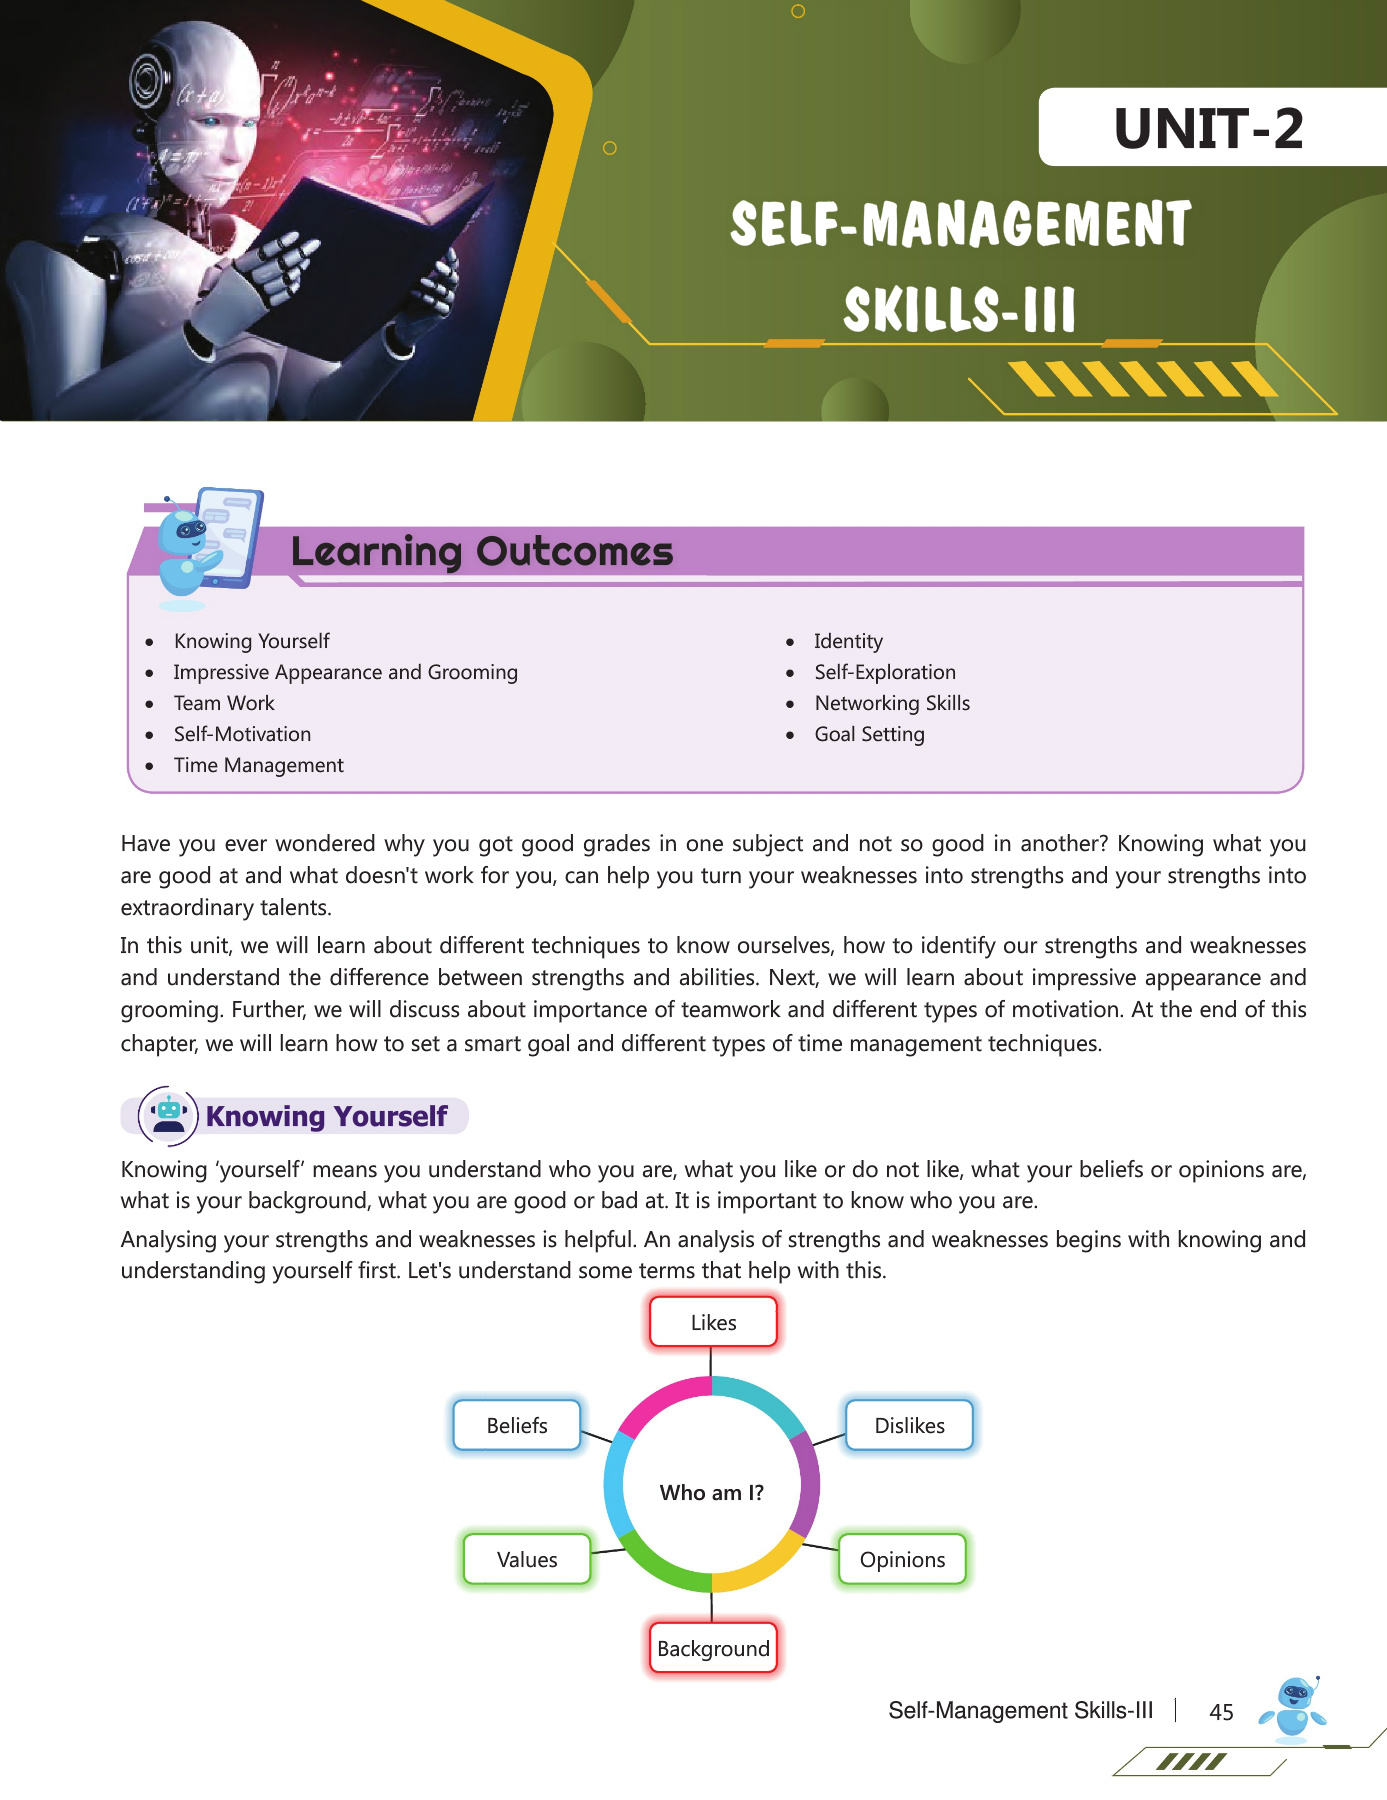 UNIT-2
SELF-MANAGEMENT
SKILLS-III
Learning Outcomes
• Knowing Yourself
• Impressive Appearance and Grooming
• Team Work
• Self-Motivation
• Time Management
• Identity
• Self-Exploration
• Networking Skills
• Goal Setting
Have you ever wondered why you got good grades in one subject and not so good in another? Knowing what you
are good at and what doesn't work for you, can help you turn your weaknesses into strengths and your strengths into
extraordinary talents.
In this unit, we will learn about different techniques to know ourselves, how to identify our strengths and weaknesses
and understand the difference between strengths and abilities. Next, we will learn about impressive appearance and
grooming. Further, we will discuss about importance of teamwork and different types of motivation. At the end of this
chapter, we will learn how to set a smart goal and different types of time management techniques.
Knowing Yourself
Knowing ‘yourself’ means you understand who you are, what you like or do not like, what your beliefs or opinions are,
what is your background, what you are good or bad at. It is important to know who you are.
Analysing your strengths and weaknesses is helpful. An analysis of strengths and weaknesses begins with knowing and
understanding yourself first. Let's understand some terms that help with this.
Likes
Beliefs
Dislikes
Who am I?
Values
Opinions
Background
Self-Management Skills-III
45